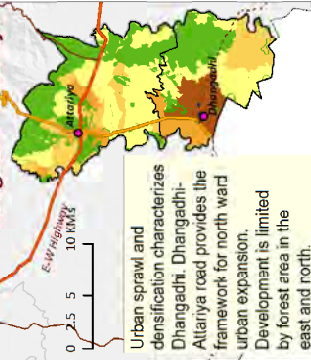 Attariya
Dhangadhi
E-W Highway
0 2.5 5 10 KMs
Urban sprawl and
densification characterizes
Dhangadhi. Dhangadhi-
Attariya road provides the
framework for north ward
urban expansion.
Development is limited
by forest area in the
east and north.